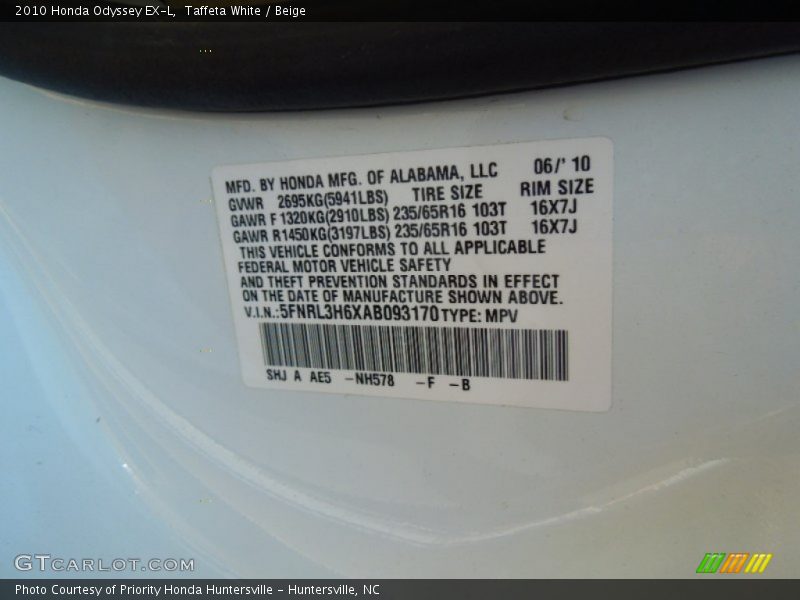 2010 Honda Odyssey EX-L, Taffeta White / Beige
MFD. BY HONDA MFG. OF ALABAMA, LLC 06/' 10
GVWR 2695KG(5941LBS) TIRE SIZE RIM SIZE
GAWR F 1320KG(2910LBS) 235/65R16 103T 16X7J
GAWR R1450KG(3197LBS) 235/65R16 103T 16X7J
THIS VEHICLE CONFORMS TO ALL APPLICABLE
FEDERAL MOTOR VEHICLE SAFETY
AND THEFT PREVENTION STANDARDS IN EFFECT
ON THE DATE OF MANUFACTURE SHOWN ABOVE.
V.I.N.:5FNRL3H6XAB093170 TYPE: MPV
SHJ A AE5 -NH578 -F -B
GTCARLOT.COM
Photo Courtesy of Priority Honda Huntersville - Huntersville, NC